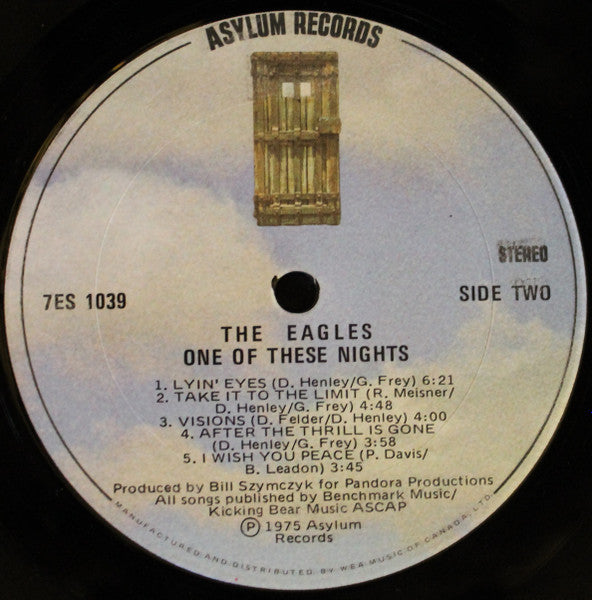 ASYLUM RECORDS
STEREO
7ES 1039
SIDE TWO
THE EAGLES
ONE OF THESE NIGHTS
1. LYIN' EYES (D. Henley/G. Frey) 6:21
2. TAKE IT TO THE LIMIT (R. Meisner/
D. Henley/G. Frey) 4:48
3. VISIONS (D. Felder/D. Henley) 4:00
4. AFTER THE THRILL IS GONE
(D. Henley/G. Frey) 3:58
5. I WISH YOU PEACE (P. Davis/
B. Leadon) 3:45
Produced by Bill Szymczyk for Pandora Productions
All songs published by Benchmark Music/
Kicking Bear Music ASCAP
Ⓟ 1975 Asylum
Records
MANUFACTURED AND DISTRIBUTED BY WEA MUSIC OF CANADA, LTD.